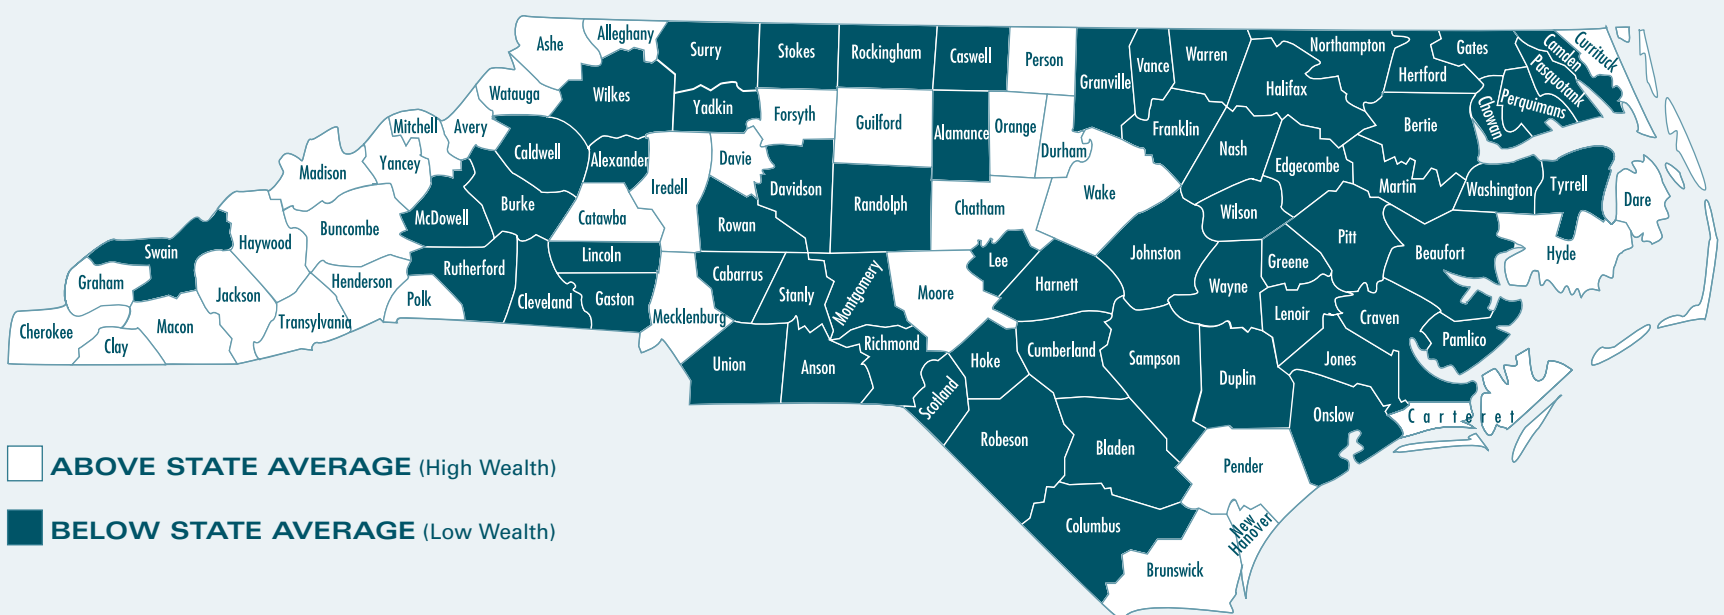 Ashe
Alleghany
Surry
Stokes
Rockingham
Caswell
Person
Granville
Vance
Warren
Northampton
Gates
Camden
Currituck
Pasquotank
Perquimans
Chowan
Hertford
Halifax
Bertie
Watauga
Wilkes
Yadkin
Forsyth
Guilford
Alamance
Orange
Durham
Franklin
Nash
Edgecombe
Martin
Washington
Tyrrell
Dare
Mitchell
Avery
Yancey
Madison
Caldwell
Alexander
Iredell
Davie
Davidson
Randolph
Chatham
Wake
Wilson
Pitt
Beaufort
Hyde
Buncombe
McDowell
Burke
Catawba
Rowan
Swain
Haywood
Graham
Jackson
Henderson
Polk
Rutherford
Cleveland
Lincoln
Gaston
Cabarrus
Stanly
Montgomery
Moore
Lee
Harnett
Johnston
Wayne
Greene
Lenoir
Craven
Pamlico
Cherokee
Clay
Macon
Transylvania
Mecklenburg
Union
Anson
Richmond
Scotland
Hoke
Cumberland
Sampson
Duplin
Jones
Onslow
Carteret
Robeson
Bladen
Pender
Columbus
New
Hanover
Brunswick
ABOVE STATE AVERAGE (High Wealth)
BELOW STATE AVERAGE (Low Wealth)